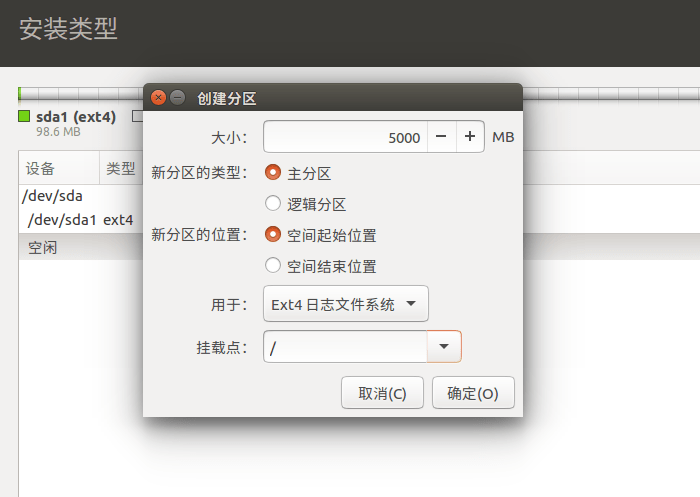 安装类型
创建分区
sda1 (ext4)
98.6 MB
大小： 5000 MB
设备 类型
新分区的类型： 主分区
/dev/sda
逻辑分区
/dev/sda1 ext4
新分区的位置： 空间起始位置
空闲
空间结束位置
用于： Ext4 日志文件系统
挂载点： /
取消(C) 确定(O)